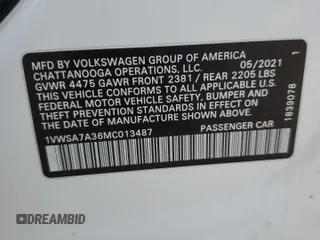 MFD BY VOLKSWAGEN GROUP OF AMERICA
CHATTANOOGA OPERATIONS, LLC. 05/2021 1
GVWR 4475 GAWR FRONT 2381 / REAR 2205 LBS
THIS VEHICLE CONFORMS TO ALL APPLICABLE U.S.
FEDERAL MOTOR VEHICLE SAFETY, BUMPER, AND
THEFT PREVENTION STANDARDS IN EFFECT ON THE
DATE OF MANUFACTURE SHOWN ABOVE.
1VWSA7A36MC013487 PASSENGER CAR
1839078
DREAMBID